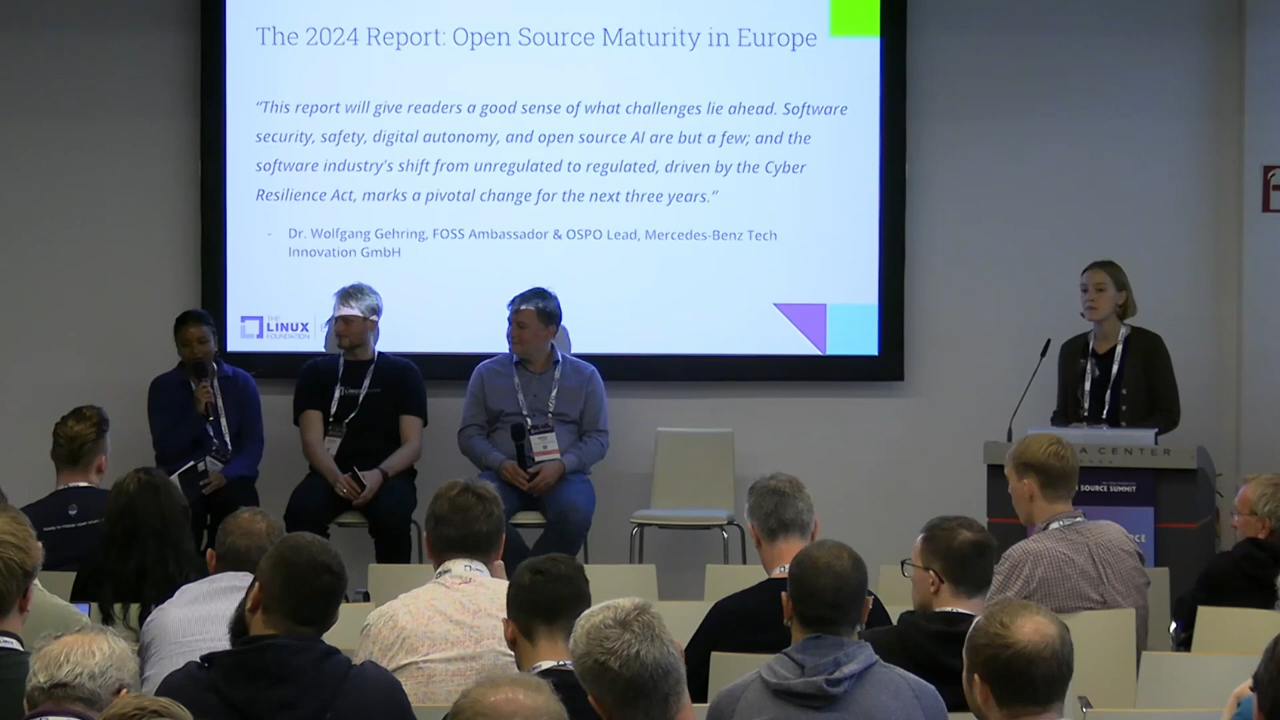 The 2024 Report: Open Source Maturity in Europe
“This report will give readers a good sense of what challenges lie ahead. Software
security, safety, digital autonomy, and open source AI are but a few; and the
software industry's shift from unregulated to regulated, driven by the Cyber
Resilience Act, marks a pivotal change for the next three years.”
- Dr. Wolfgang Gehring, FOSS Ambassador & OSPO Lead, Mercedes-Benz Tech
Innovation GmbH
THE
LINUX
FOUNDATION
A CENTER
SOURCE SUMMIT